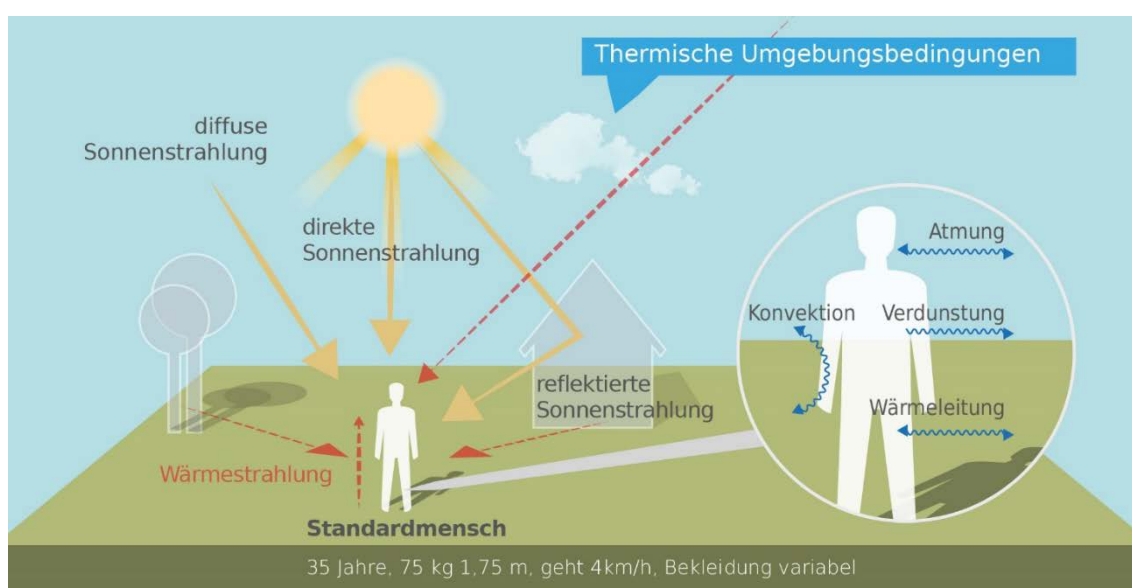 Thermische Umgebungsbedingungen
diffuse
Sonnenstrahlung
direkte
Sonnenstrahlung
Atmung
Konvektion
Verdunstung
reflektierte
Sonnenstrahlung
Wärmeleitung
Wärmestrahlung
Standardmensch
35 Jahre, 75 kg 1,75 m, geht 4km/h, Bekleidung variabel